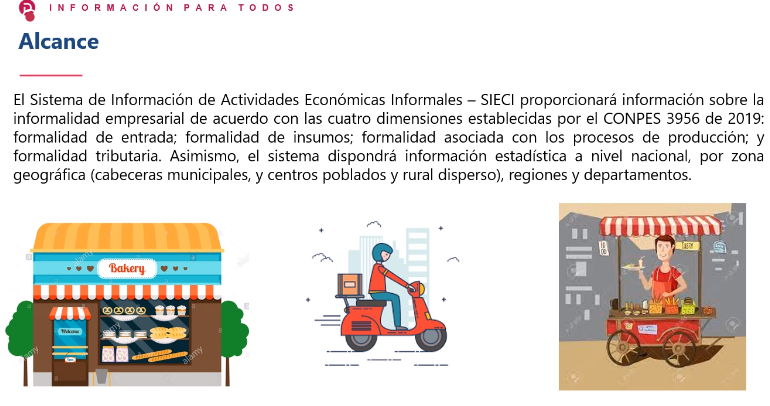 INFORMACIÓN PARA TODOS
Alcance
El Sistema de Información de Actividades Económicas Informales – SIECI proporcionará información sobre la
informalidad empresarial de acuerdo con las cuatro dimensiones establecidas por el CONPES 3956 de 2019:
formalidad de entrada; formalidad de insumos; formalidad asociada con los procesos de producción; y
formalidad tributaria. Asimismo, el sistema dispondrá información estadística a nivel nacional, por zona
geográfica (cabeceras municipales, y centros poblados y rural disperso), regiones y departamentos.
Bakery
Welcome
alamy
alamy